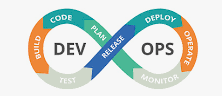 CODE
DEPLOY
PLAN
BUILD
DEV
RELEASE
OPS
OPERATE
TEST
MONITOR